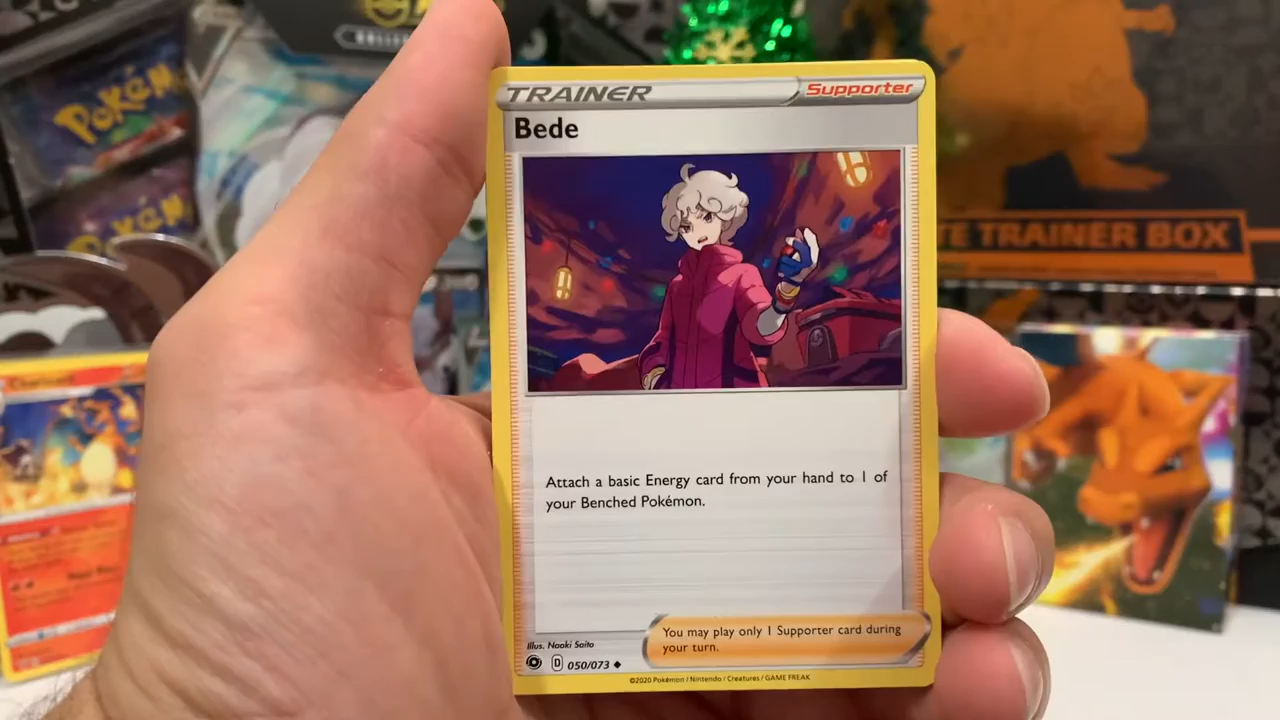 TRAINER
Supporter
Bede
Attach a basic Energy card from your hand to 1 of
your Benched Pokémon.
You may play only 1 Supporter card during
your turn.
Illus. Naoki Saito
D 050/073
©2020 Pokémon / Nintendo / Creatures / GAME FREAK
POKéMON
TE TRAINER BOX